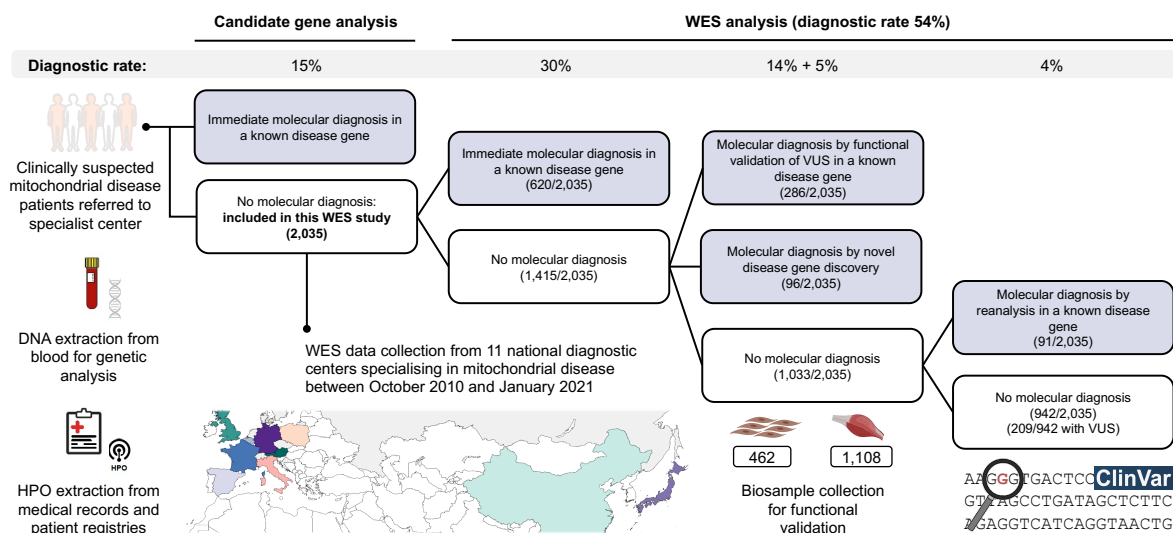 Candidate gene analysis
WES analysis (diagnostic rate 54%)
Diagnostic rate:
15%
30%
14% + 5%
4%
Clinically suspected
mitochondrial disease
patients referred to
specialist center
Immediate molecular diagnosis in
a known disease gene
No molecular diagnosis:
included in this WES study
(2,035)
Immediate molecular diagnosis in
a known disease gene
(620/2,035)
No molecular diagnosis
(1,415/2,035)
Molecular diagnosis by functional
validation of VUS in a known
disease gene
(286/2,035)
Molecular diagnosis by novel
disease gene discovery
(96/2,035)
No molecular diagnosis
(1,033/2,035)
Molecular diagnosis by
reanalysis in a known disease
gene
(91/2,035)
No molecular diagnosis
(942/2,035)
(209/942 with VUS)
DNA extraction from
blood for genetic
analysis
WES data collection from 11 national diagnostic
centers specialising in mitochondrial disease
between October 2010 and January 2021
HPO
HPO extraction from
medical records and
patient registries
462
1,108
Biosample collection
for functional
validation
AAGGGTGACTCC ClinVar
GTTAGCCTGATAGCTCTTC
AGAGGTCATCAGGTAACTG